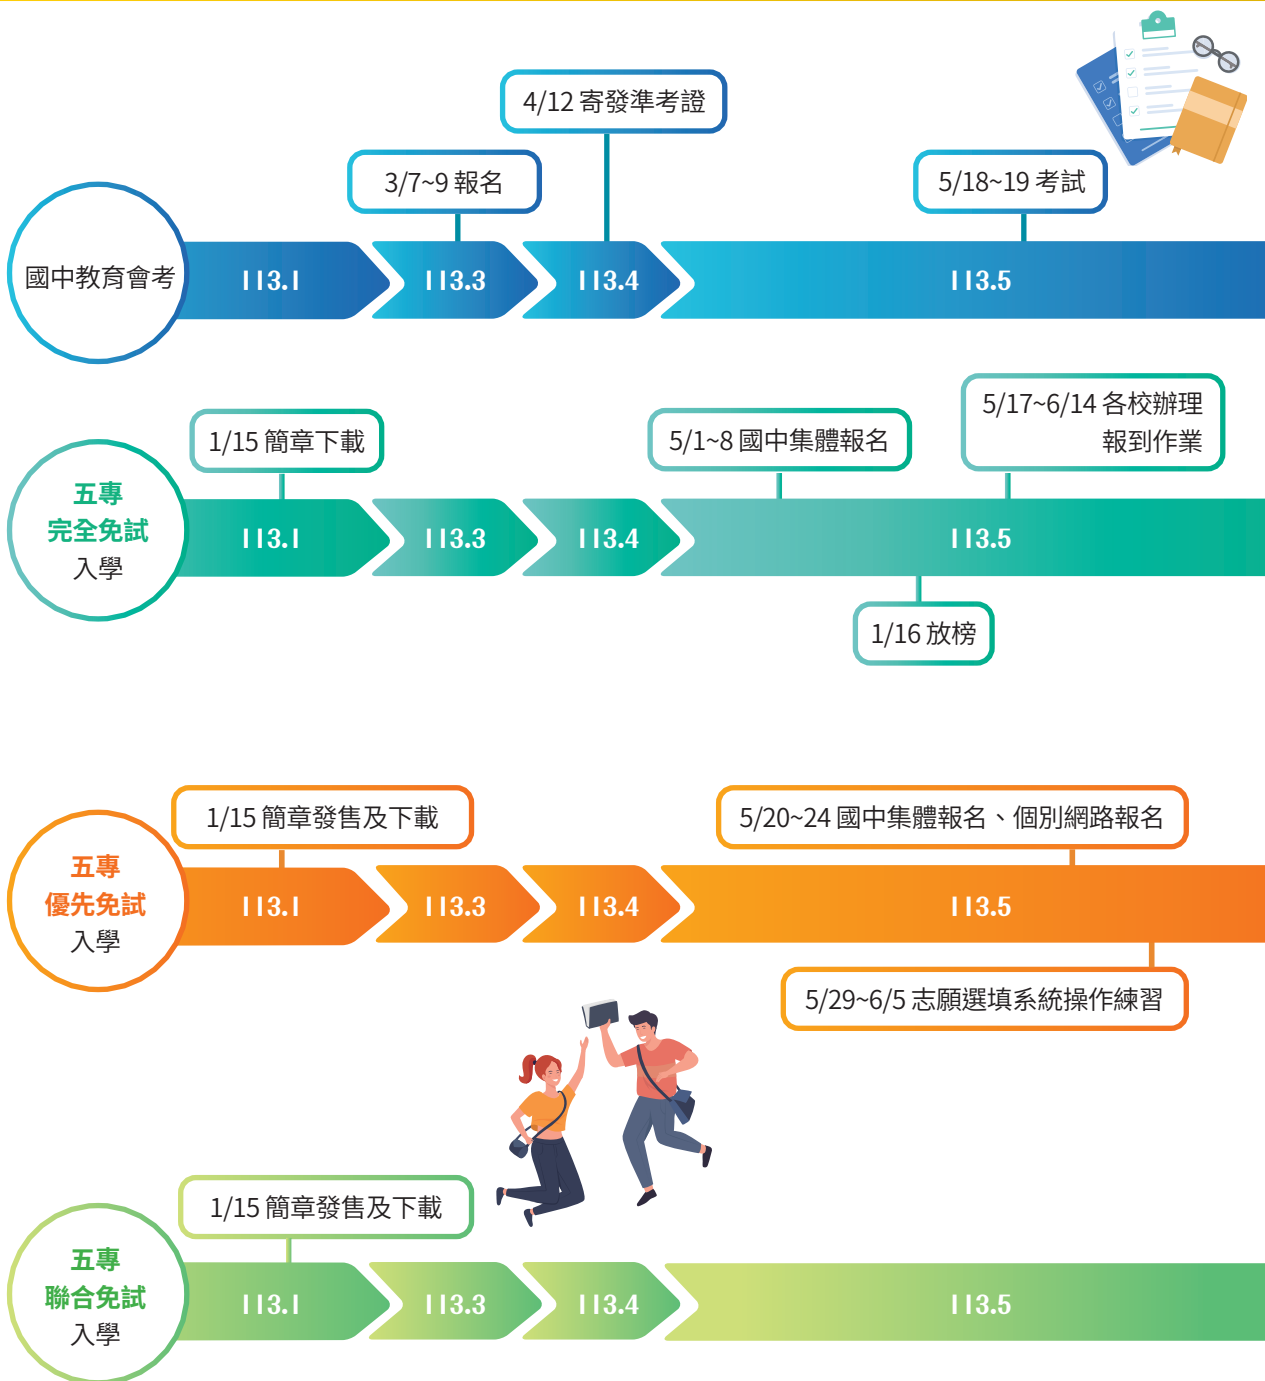 4/12 寄發準考證
3/7~9 報名
5/18~19 考試
國中教育會考
113.1
113.3
113.4
113.5
1/15 簡章下載
5/1~8 國中集體報名
5/17~6/14 各校辦理
報到作業
五專
完全免試
入學
113.1
113.3
113.4
113.5
1/16 放榜
1/15 簡章發售及下載
5/20~24 國中集體報名、個別網路報名
五專
優先免試
入學
113.1
113.3
113.4
113.5
5/29~6/5 志願選填系統操作練習
1/15 簡章發售及下載
五專
聯合免試
入學
113.1
113.3
113.4
113.5